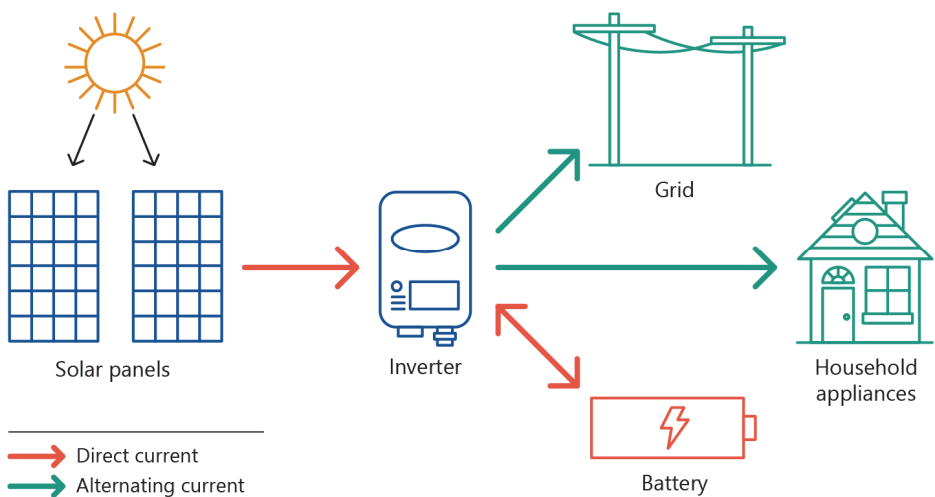 Grid
Solar panels
Inverter
Household
appliances
Battery
Direct current
Alternating current